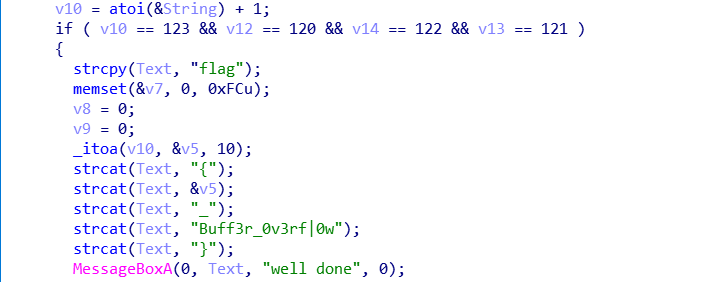 v10 = atoi(&String) + 1;
if ( v10 == 123 && v12 == 120 && v14 == 122 && v13 == 121 )
{
strcpy(Text, "flag");
memset(&v7, 0, 0xFCu);
v8 = 0;
v9 = 0;
_itoa(v10, &v5, 10);
strcat(Text, "{");
strcat(Text, &v5);
strcat(Text, "_");
strcat(Text, "Buff3r_0v3rf|0w");
strcat(Text, "}");
MessageBoxA(0, Text, "well done", 0);